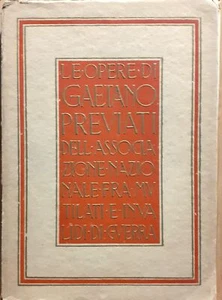 LE·OPERE·DI
GAETANO
PREVIATI
DELL·ASSOCIA
ZIONE·NAZIO
NALE·FRA·MV
TILATI·E·INVA
LIDI·DI·GVERRA